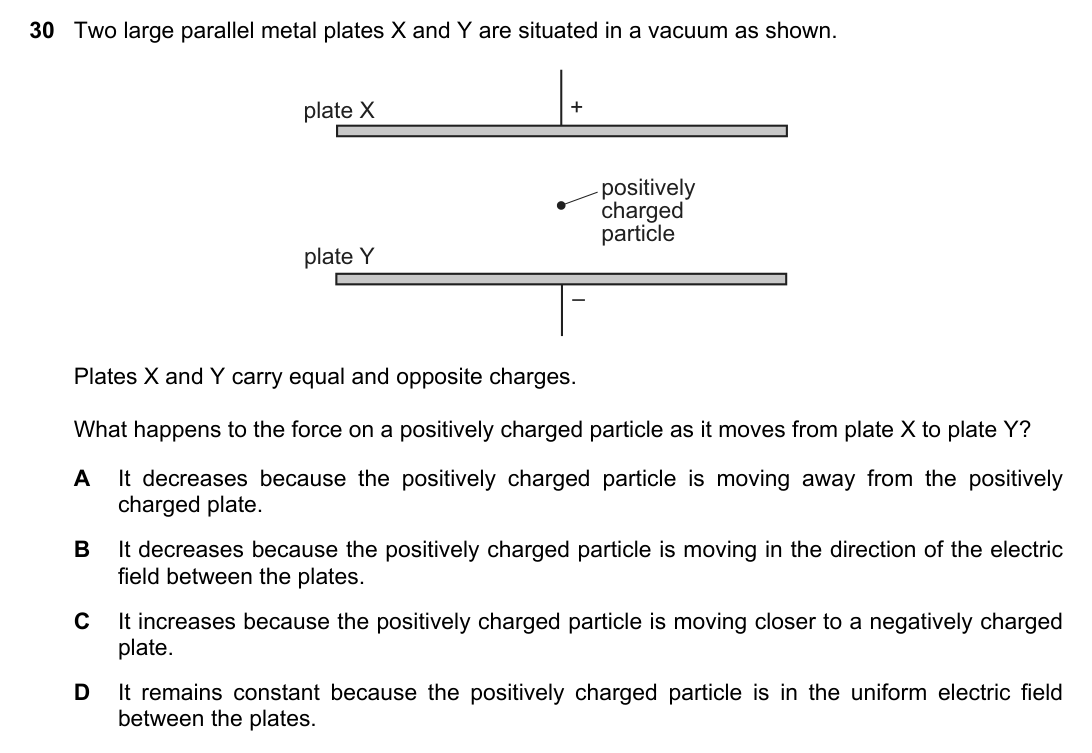 30 Two large parallel metal plates X and Y are situated in a vacuum as shown.
plate X
+
positively
charged
particle
plate Y
–
Plates X and Y carry equal and opposite charges.
What happens to the force on a positively charged particle as it moves from plate X to plate Y?
A It decreases because the positively charged particle is moving away from the positively
charged plate.
B It decreases because the positively charged particle is moving in the direction of the electric
field between the plates.
C It increases because the positively charged particle is moving closer to a negatively charged
plate.
D It remains constant because the positively charged particle is in the uniform electric field
between the plates.